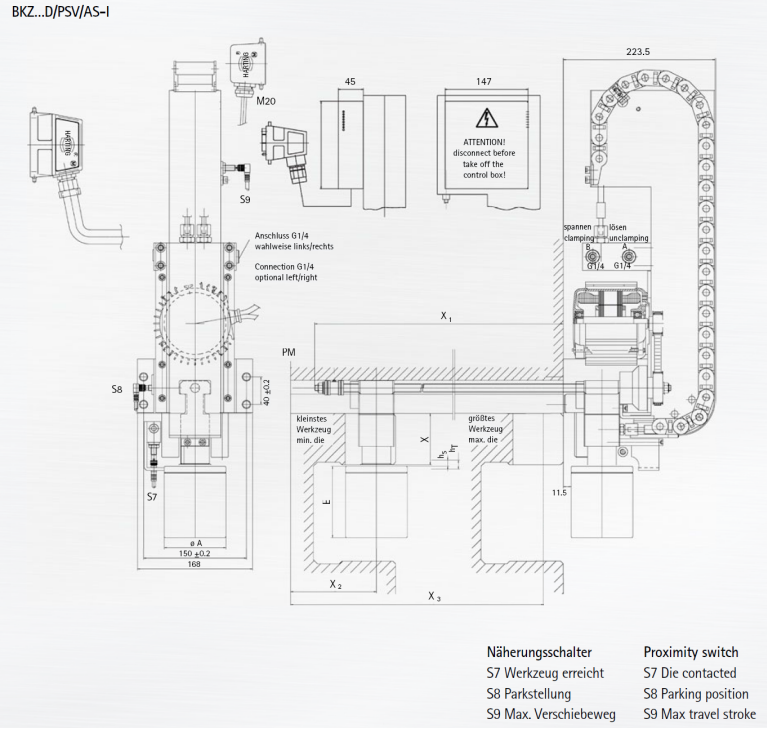 BKZ...D/PSV/AS-I
223.5
HARTING
M20
45
147
HARTING
ATTENTION!
disconnect before
take off the
control box!
S9
spannen
clamping
lösen
unclamping
B
A
G1/4
G1/4
Anschluss G1/4
wahlweise links/rechts
Connection G1/4
optional left/right
X1
PM
S8
40 ±0.2
kleinstes
Werkzeug
min. die
größtes
Werkzeug
max. die
X
hS
hT
S7
E
11.5
ø A
150 ±0.2
168
X2
X3
Näherungsschalter
S7 Werkzeug erreicht
S8 Parkstellung
S9 Max. Verschiebeweg
Proximity switch
S7 Die contacted
S8 Parking position
S9 Max travel stroke